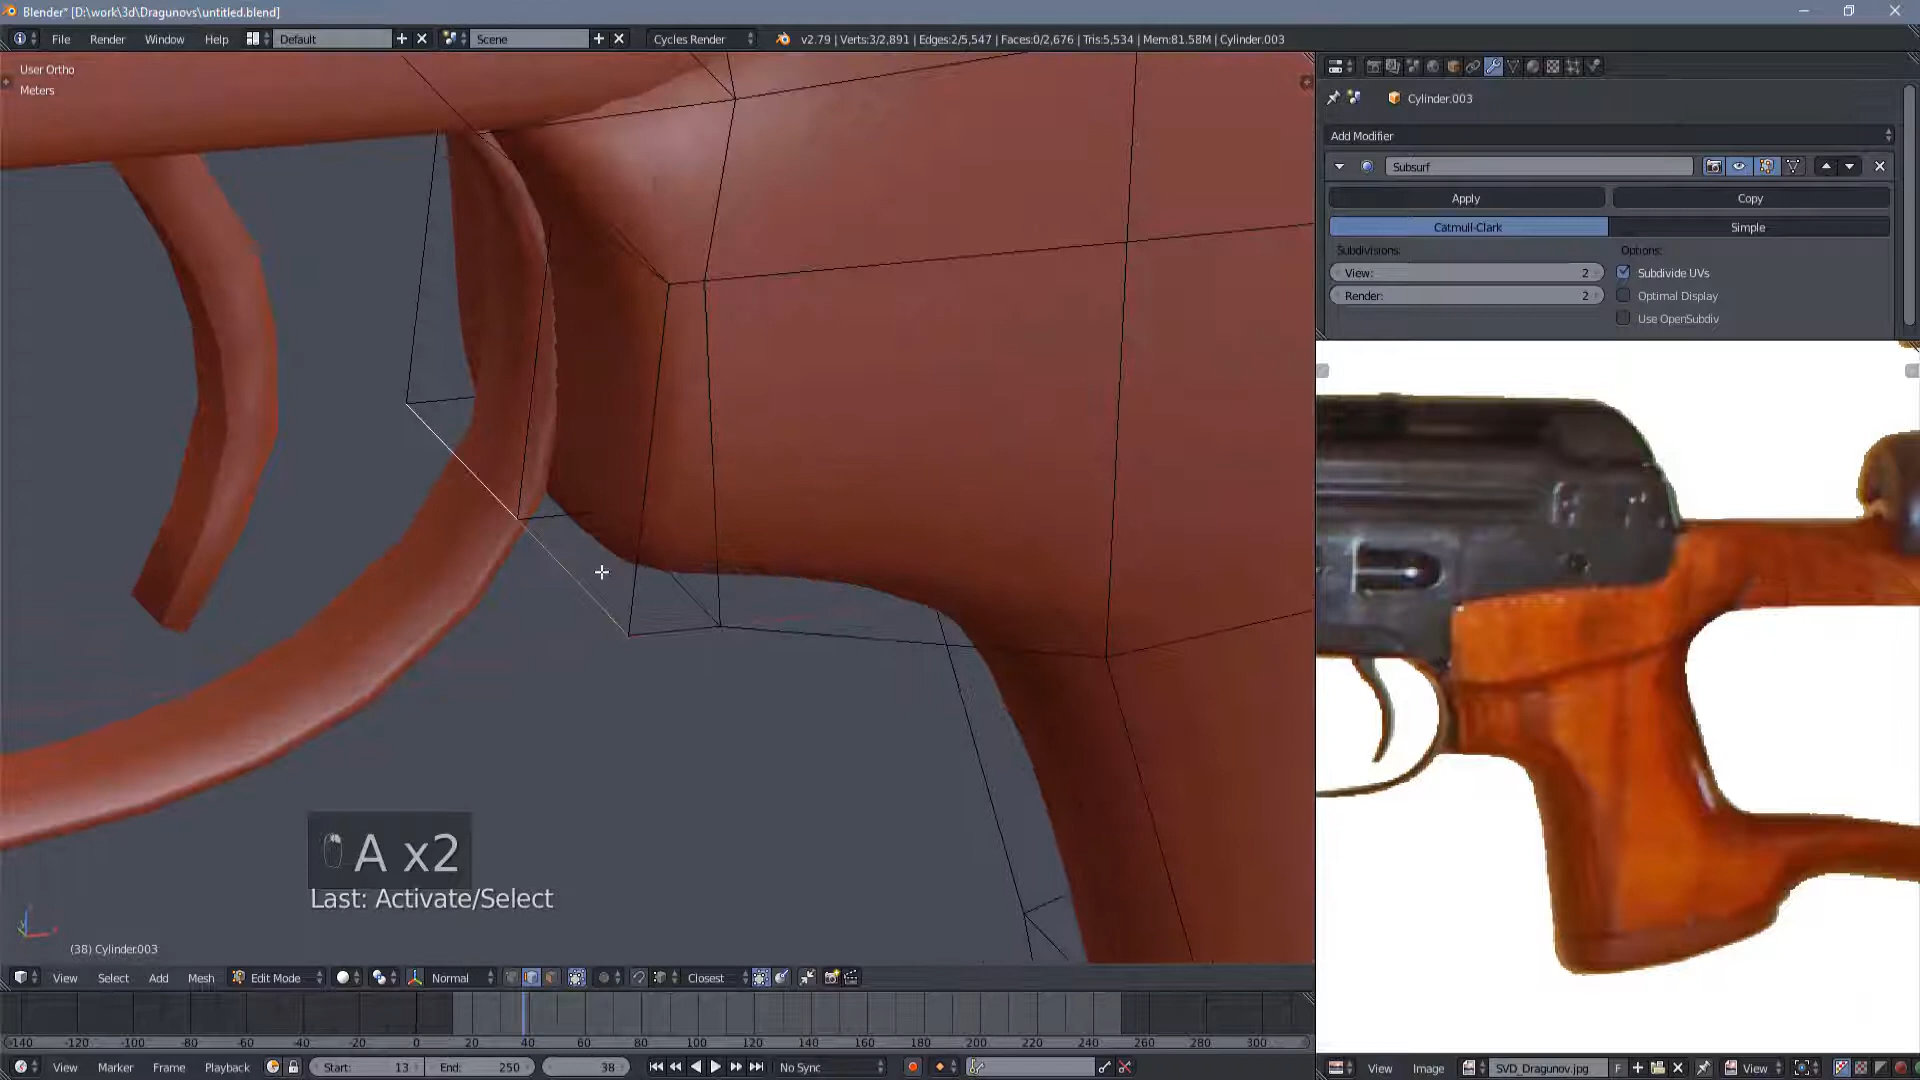 Blender* [D:\work\3d\Dragunovs\untitled.blend]
File Render Window Help Default Scene Cycles Render v2.79 | Verts:3/2,891 | Edges:2/5,547 | Faces:0/2,676 | Tris:5,534 | Mem:81.58M | Cylinder.003
User Ortho
Meters
Cylinder.003
Add Modifier
Subsurf
Apply Copy
Catmull-Clark Simple
Subdivisions: Options:
View: 2 Subdivide UVs
Render: 2 Optimal Display
Use OpenSubdiv
A x2
Last: Activate/Select
(38) Cylinder.003
View Select Add Mesh Edit Mode Normal Closest
-140 -120 -100 -80 -60 -40 -20 0 20 40 60 80 100 120 140 160 180 200 220 240 260 280 300
View Marker Frame Playback Start: 13 End: 250 38 No Sync
View Image SVD_Dragunov.jpg F View